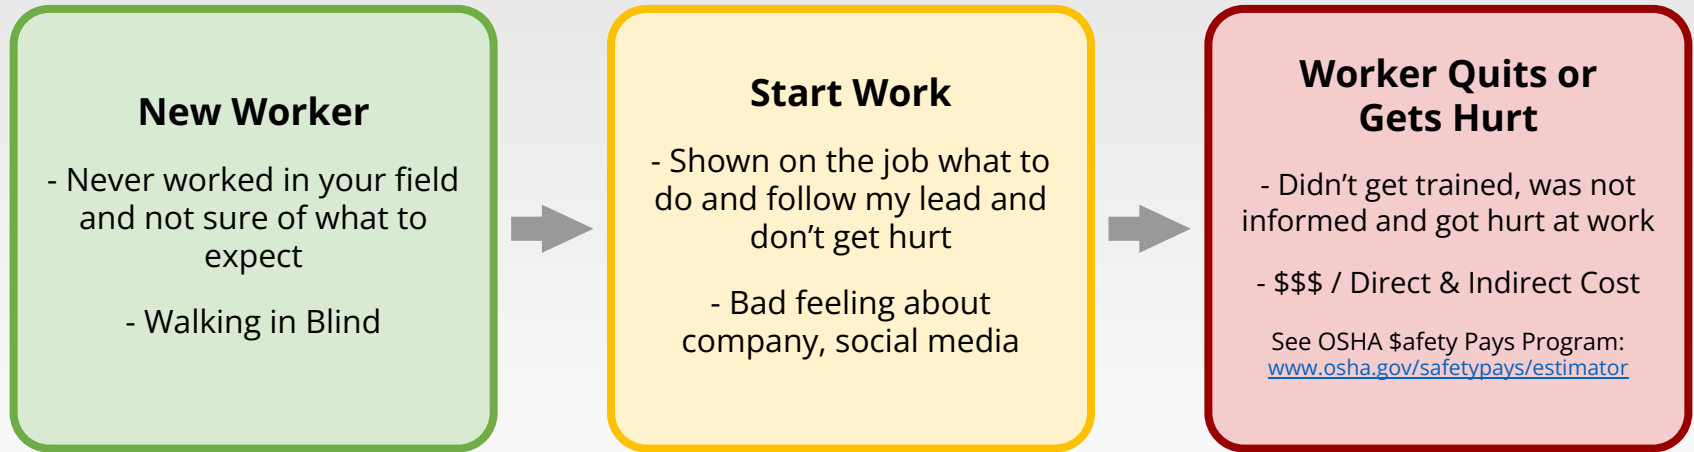 New Worker
- Never worked in your field
and not sure of what to
expect
- Walking in Blind
Start Work
- Shown on the job what to
do and follow my lead and
don’t get hurt
- Bad feeling about
company, social media
Worker Quits or
Gets Hurt
- Didn’t get trained, was not
informed and got hurt at work
- $$$ / Direct & Indirect Cost
See OSHA $afety Pays Program:
www.osha.gov/safetypays/estimator